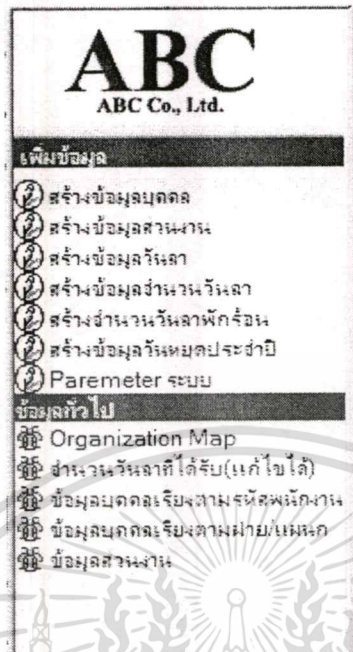 ABC
ABC Co., Ltd.
เพิ่มข้อมูล
สร้างข้อมูลบุคคล
สร้างข้อมูลส่วนงาน
สร้างข้อมูลวันลา
สร้างข้อมูลจำนวนวันลา
สร้างจำนวนวันลาพักร้อน
สร้างข้อมูลวันหยุดประจำปี
Paremeter ระบบ
ข้อมูลทั่วไป
Organization Map
จำนวนวันลาที่ได้รับ(แก้ไขได้)
ข้อมูลบุคคลเรียงตามรหัสพนักงาน
ข้อมูลบุคคลเรียงตามฝ่าย/แผนก
ข้อมูลส่วนงาน